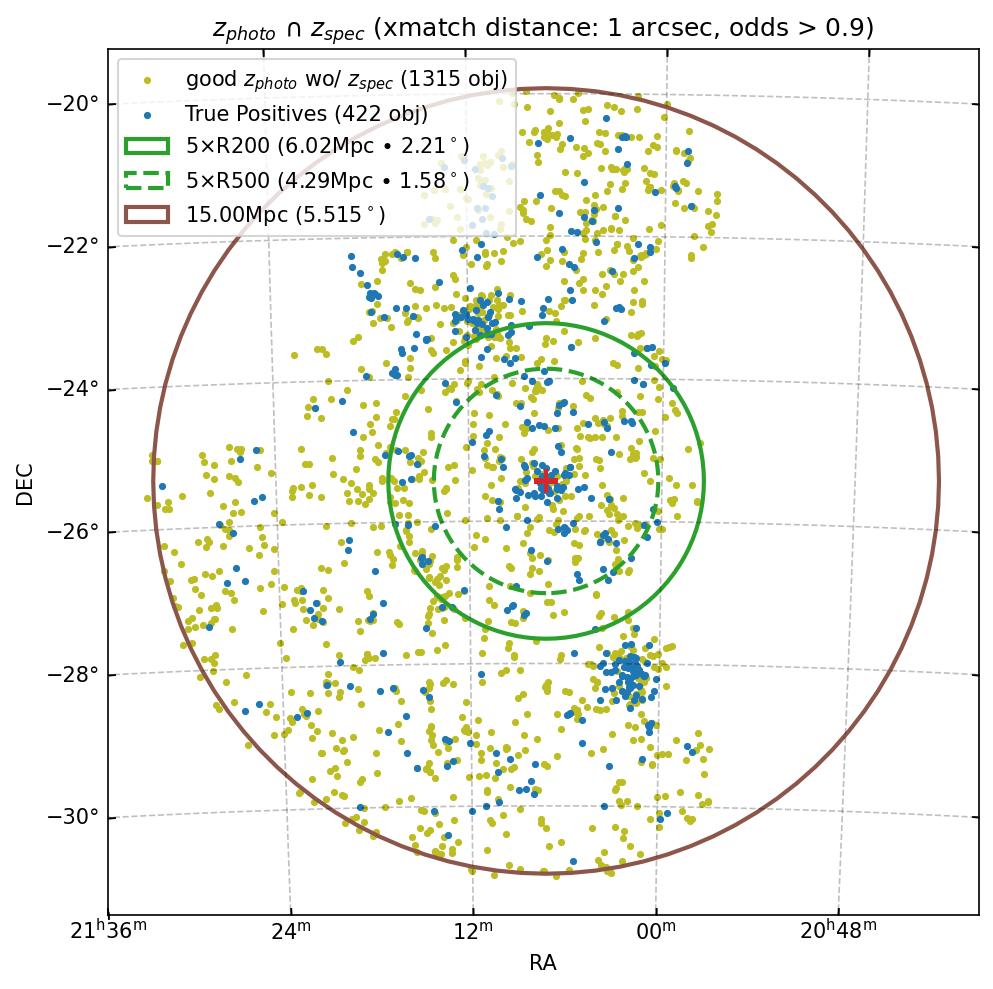 z_photo ∩ z_spec (xmatch distance: 1 arcsec, odds > 0.9)
good z_photo wo/ z_spec (1315 obj)
True Positives (422 obj)
5×R200 (6.02Mpc • 2.21°)
5×R500 (4.29Mpc • 1.58°)
15.00Mpc (5.515°)
−20°
−22°
−24°
−26°
−28°
−30°
DEC
21ʰ36ᵐ 24ᵐ 12ᵐ 00ᵐ 20ʰ48ᵐ
RA